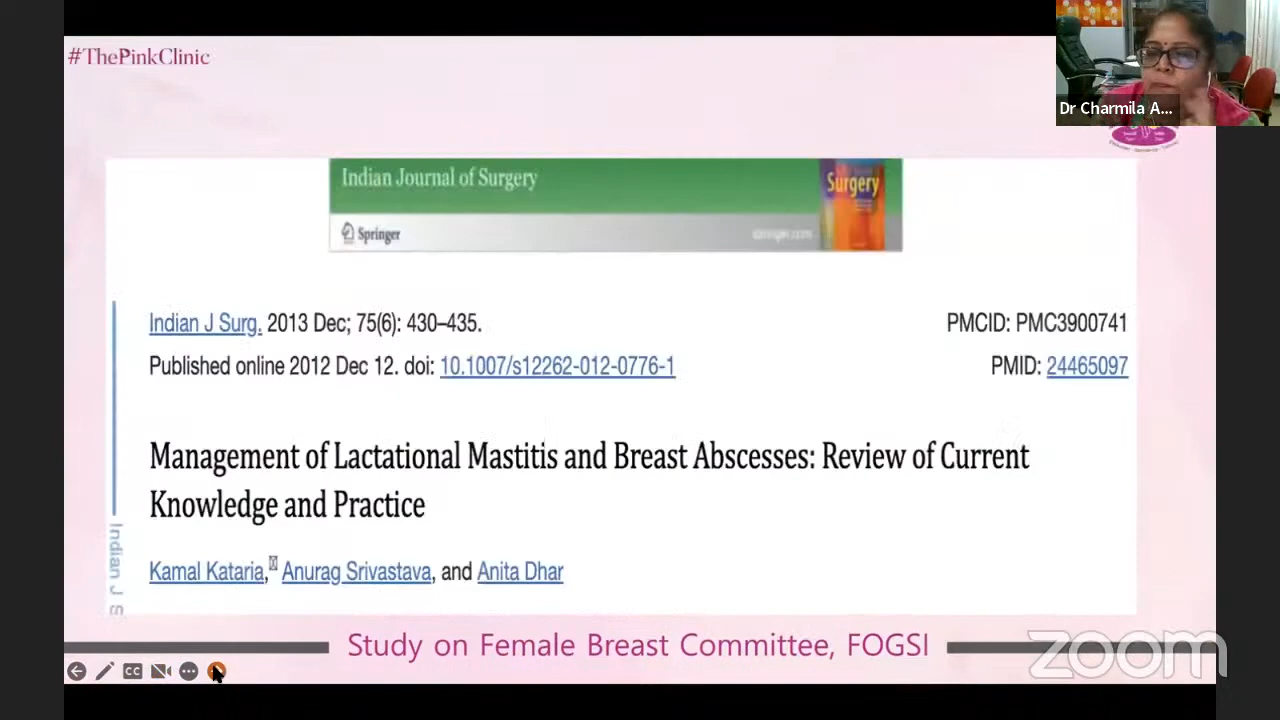 #ThePinkClinic
Dr Charmila A...
Indian Journal of Surgery
Surgery
Springer
Indian J Surg. 2013 Dec; 75(6): 430–435.
PMCID: PMC3900741
Published online 2012 Dec 12. doi: 10.1007/s12262-012-0776-1
PMID: 24465097
Management of Lactational Mastitis and Breast Abscesses: Review of Current
Knowledge and Practice
Indian J S
Kamal Kataria, Anurag Srivastava, and Anita Dhar
Study on Female Breast Committee, FOGSI
CC
zoom